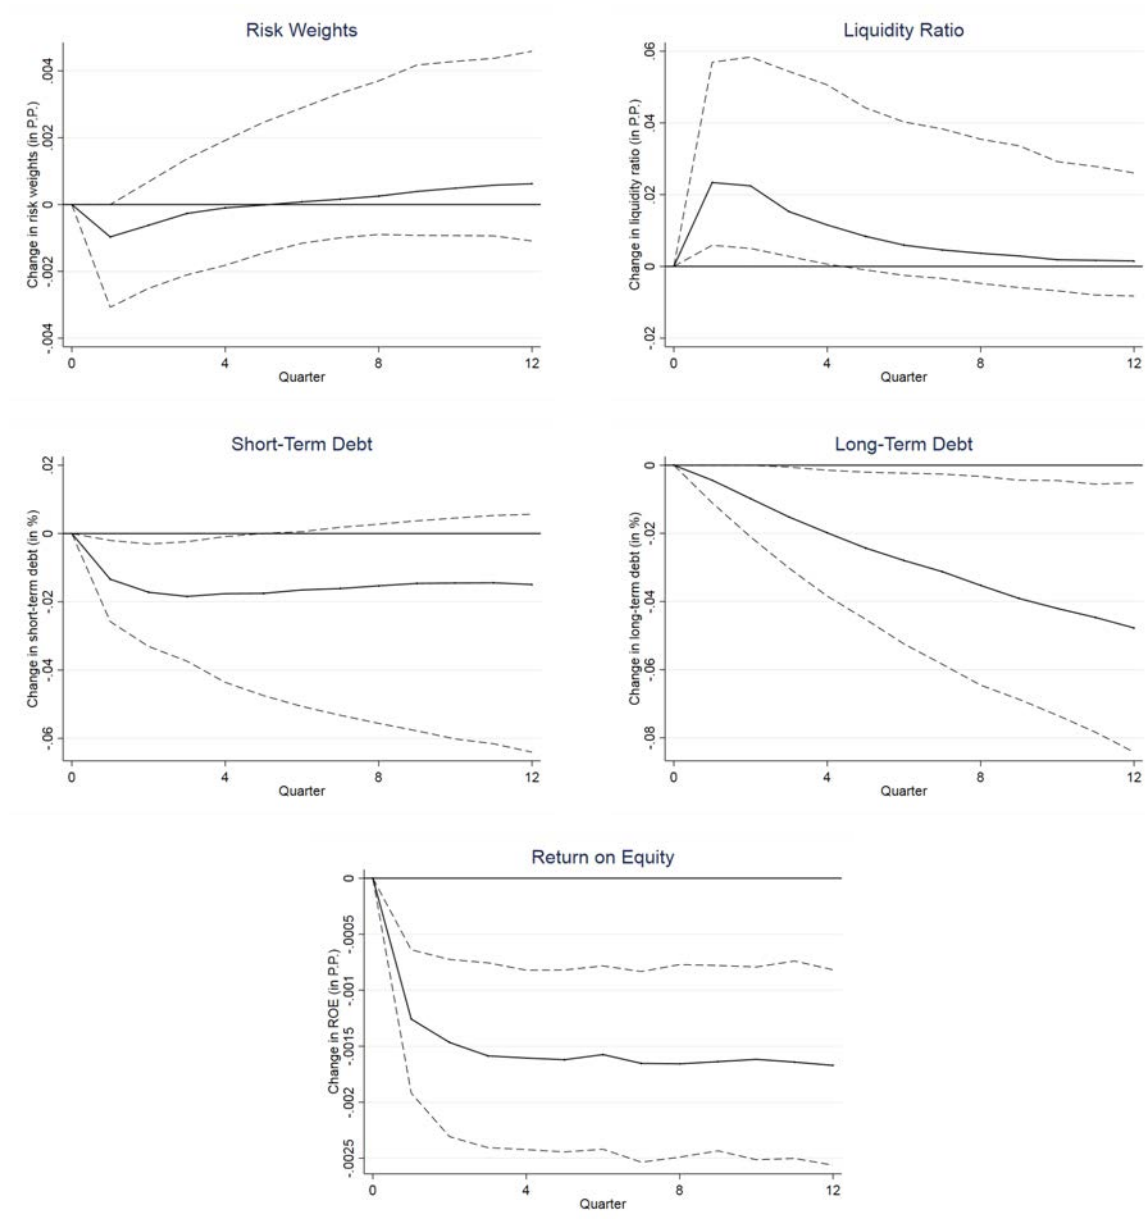 Risk Weights
Change in risk weights (in P.P.)
.004
.002
0
-.002
-.004
0 4 8 12
Quarter
Liquidity Ratio
Change in liquidity ratio (in P.P.)
.06
.04
.02
0
-.02
0 4 8 12
Quarter
Short-Term Debt
Change in short-term debt (in %)
.02
0
-.02
-.04
-.06
0 4 8 12
Quarter
Long-Term Debt
Change in long-term debt (in %)
0
-.02
-.04
-.06
-.08
0 4 8 12
Quarter
Return on Equity
Change in ROE (in P.P.)
0
-.0005
-.001
-.0015
-.002
-.0025
0 4 8 12
Quarter